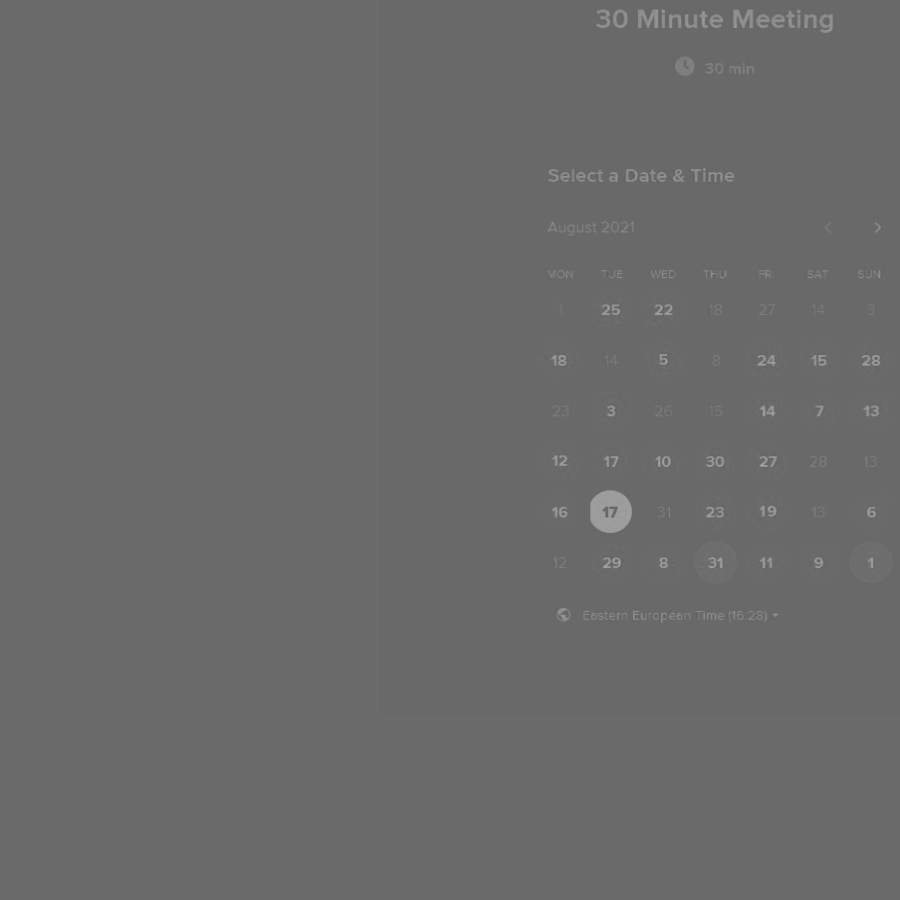 30 Minute Meeting
30 min
Select a Date & Time
August 2021
MON TUE WED THU FRI SAT SUN
1 25 22 18 27 14 3
18 14 5 8 24 15 28
23 3 26 15 14 7 13
12 17 10 30 27 28 13
16 17 31 23 19 13 6
12 29 8 31 11 9 1
Eastern European Time (16:28)